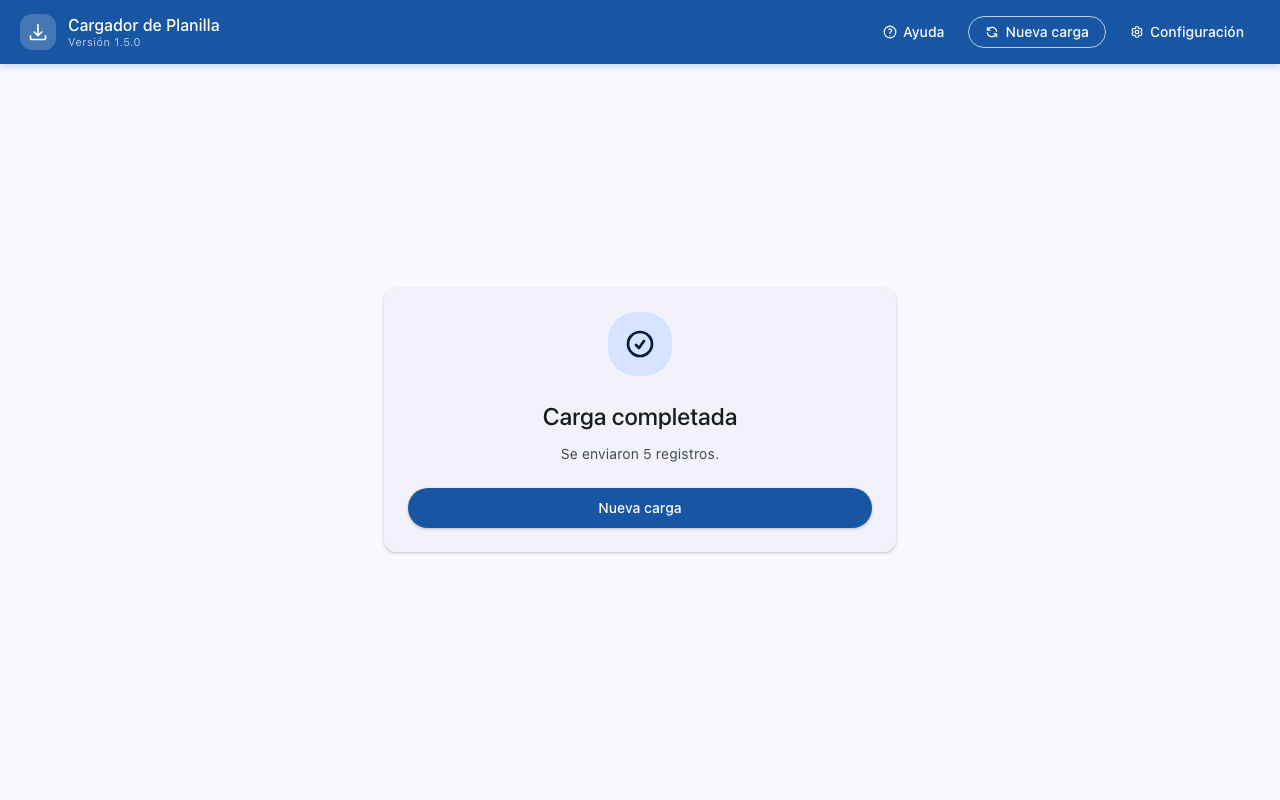 Cargador de Planilla
Versión 1.5.0
Ayuda
Nueva carga
Configuración
Carga completada
Se enviaron 5 registros.
Nueva carga